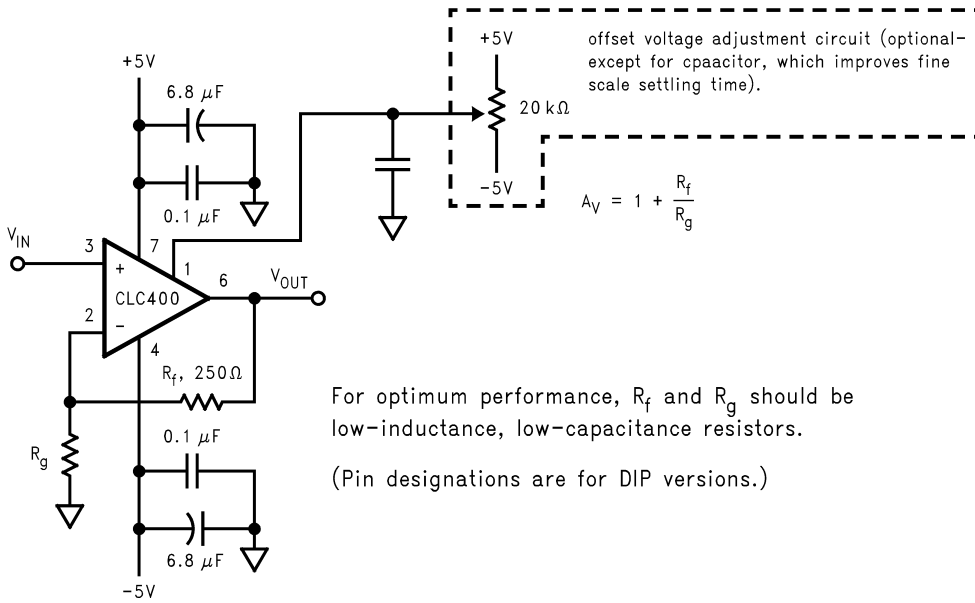 +5V
offset voltage adjustment circuit (optional-
except for cpaacitor, which improves fine
scale settling time).
+5V
6.8 μF
20 kΩ
0.1 μF
-5V
A_V = 1 + R_f/R_g
V_IN
3
7
1
+
CLC400
6
V_OUT
2
-
4
R_f, 250Ω
For optimum performance, R_f and R_g should be
low-inductance, low-capacitance resistors.
0.1 μF
R_g
(Pin designations are for DIP versions.)
6.8 μF
-5V